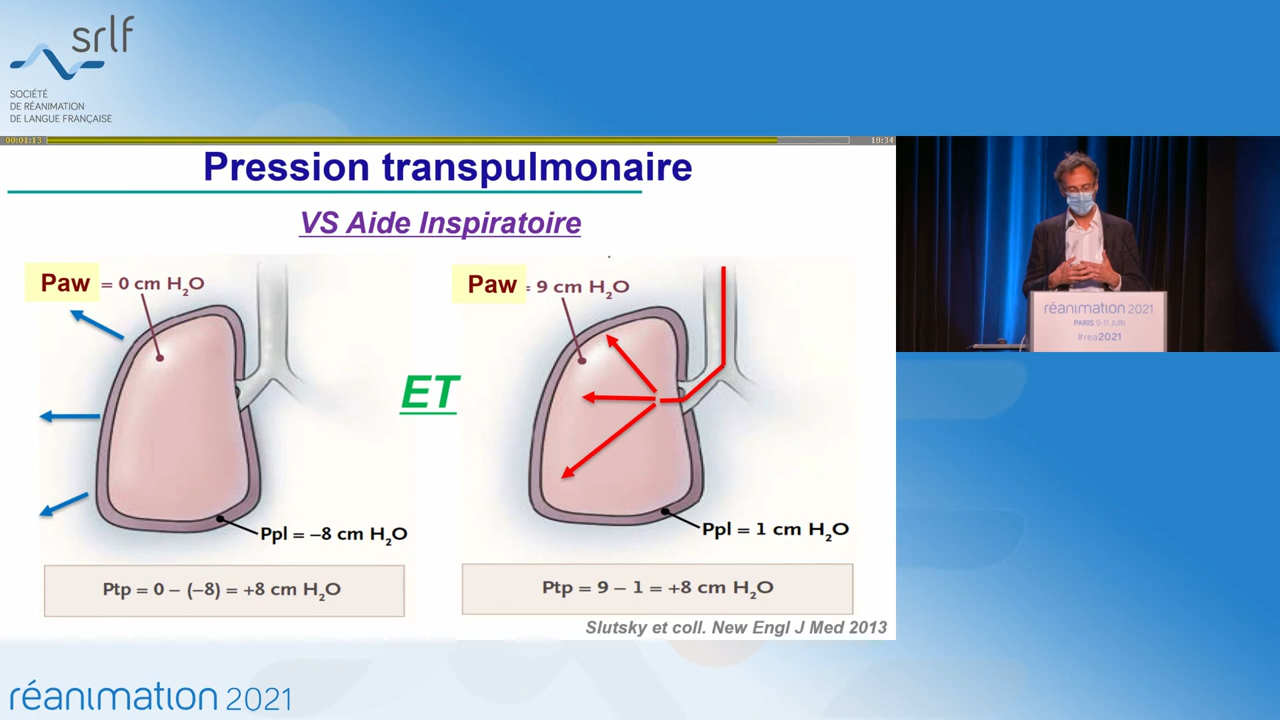 srlf
SOCIÉTÉ
DE RÉANIMATION
DE LANGUE FRANÇAISE
00:01:13
18:34
Pression transpulmonaire
VS Aide Inspiratoire
Paw = 0 cm H₂O
Paw = 9 cm H₂O
ET
Ppl = –8 cm H₂O
Ppl = 1 cm H₂O
Ptp = 0 – (–8) = +8 cm H₂O
Ptp = 9 – 1 = +8 cm H₂O
Slutsky et coll. New Engl J Med 2013
réanimation 2021
PARIS 9-11 JUIN
#rea2021
réanimation 2021